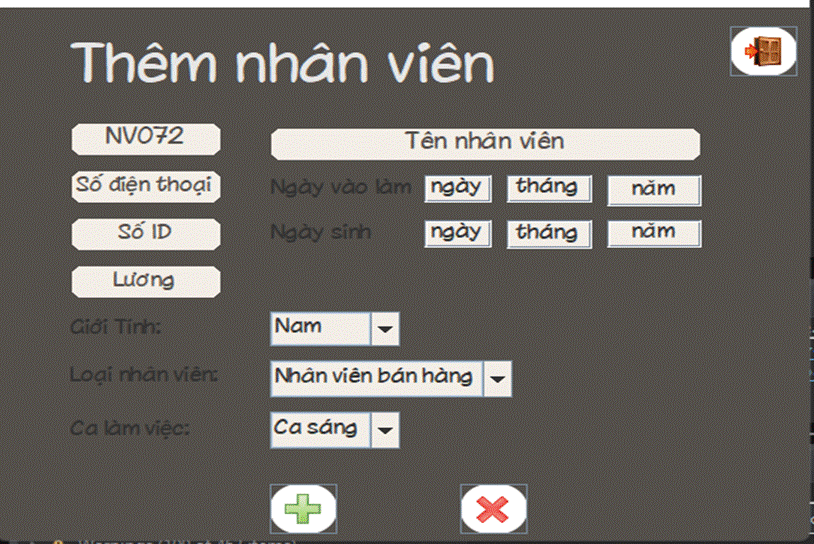 Thêm nhân viên
NV072
Tên nhân viên
Số điện thoại
Ngày vào làm ngày tháng năm
Số ID
Ngày sinh ngày tháng năm
Lương
Giới Tính: Nam
Loại nhân viên: Nhân viên bán hàng
Ca làm việc: Ca sáng